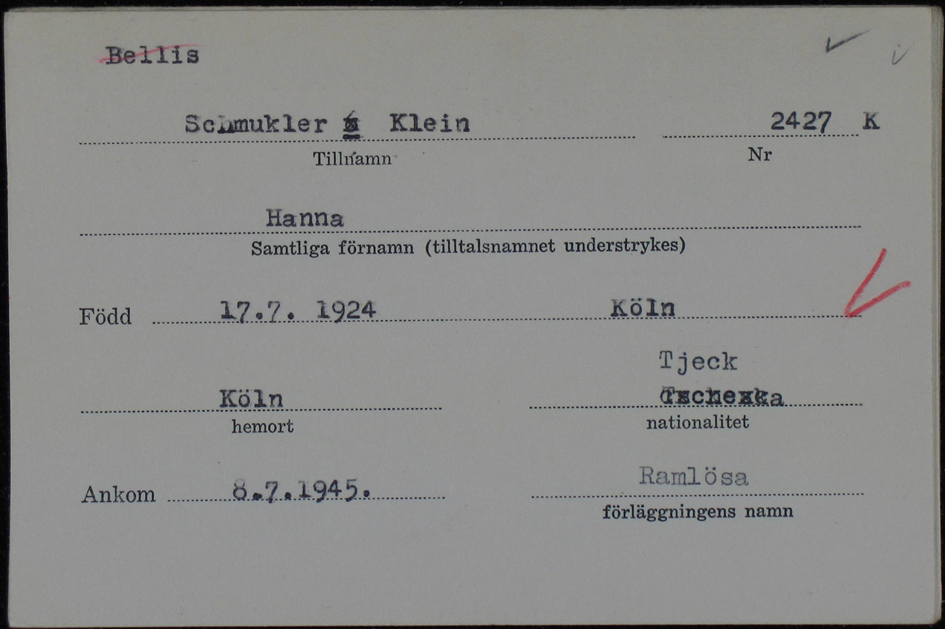 Bellis
Schmukler Klein 2427 K
Tillnamn Nr
Hanna
Samtliga förnamn (tilltalsnamnet understrykes)
Född 17.7. 1924 Köln
Tjeck
Köln
hemort nationalitet
Ankom 8.7.1945. Ramlösa
förläggningens namn